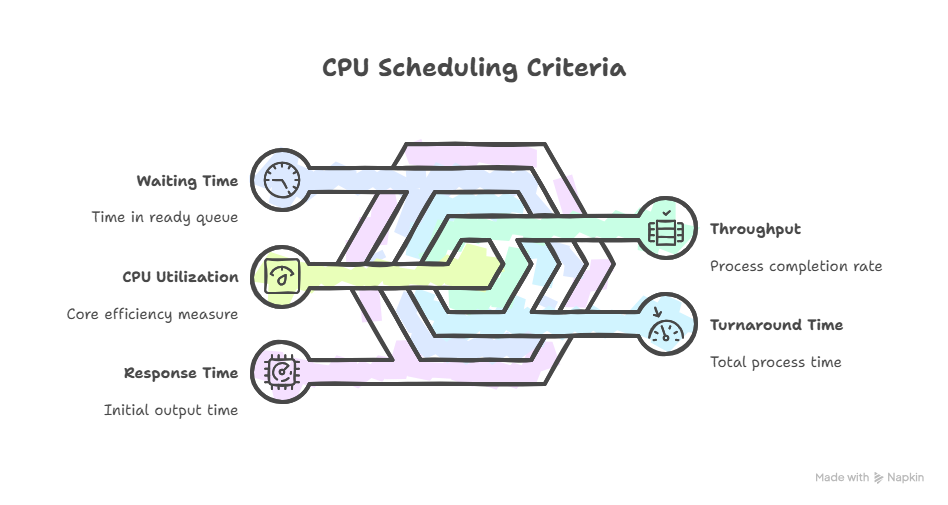 CPU Scheduling Criteria
Waiting Time
Time in ready queue
CPU Utilization
Core efficiency measure
Response Time
Initial output time
Throughput
Process completion rate
Turnaround Time
Total process time
Made with Napkin